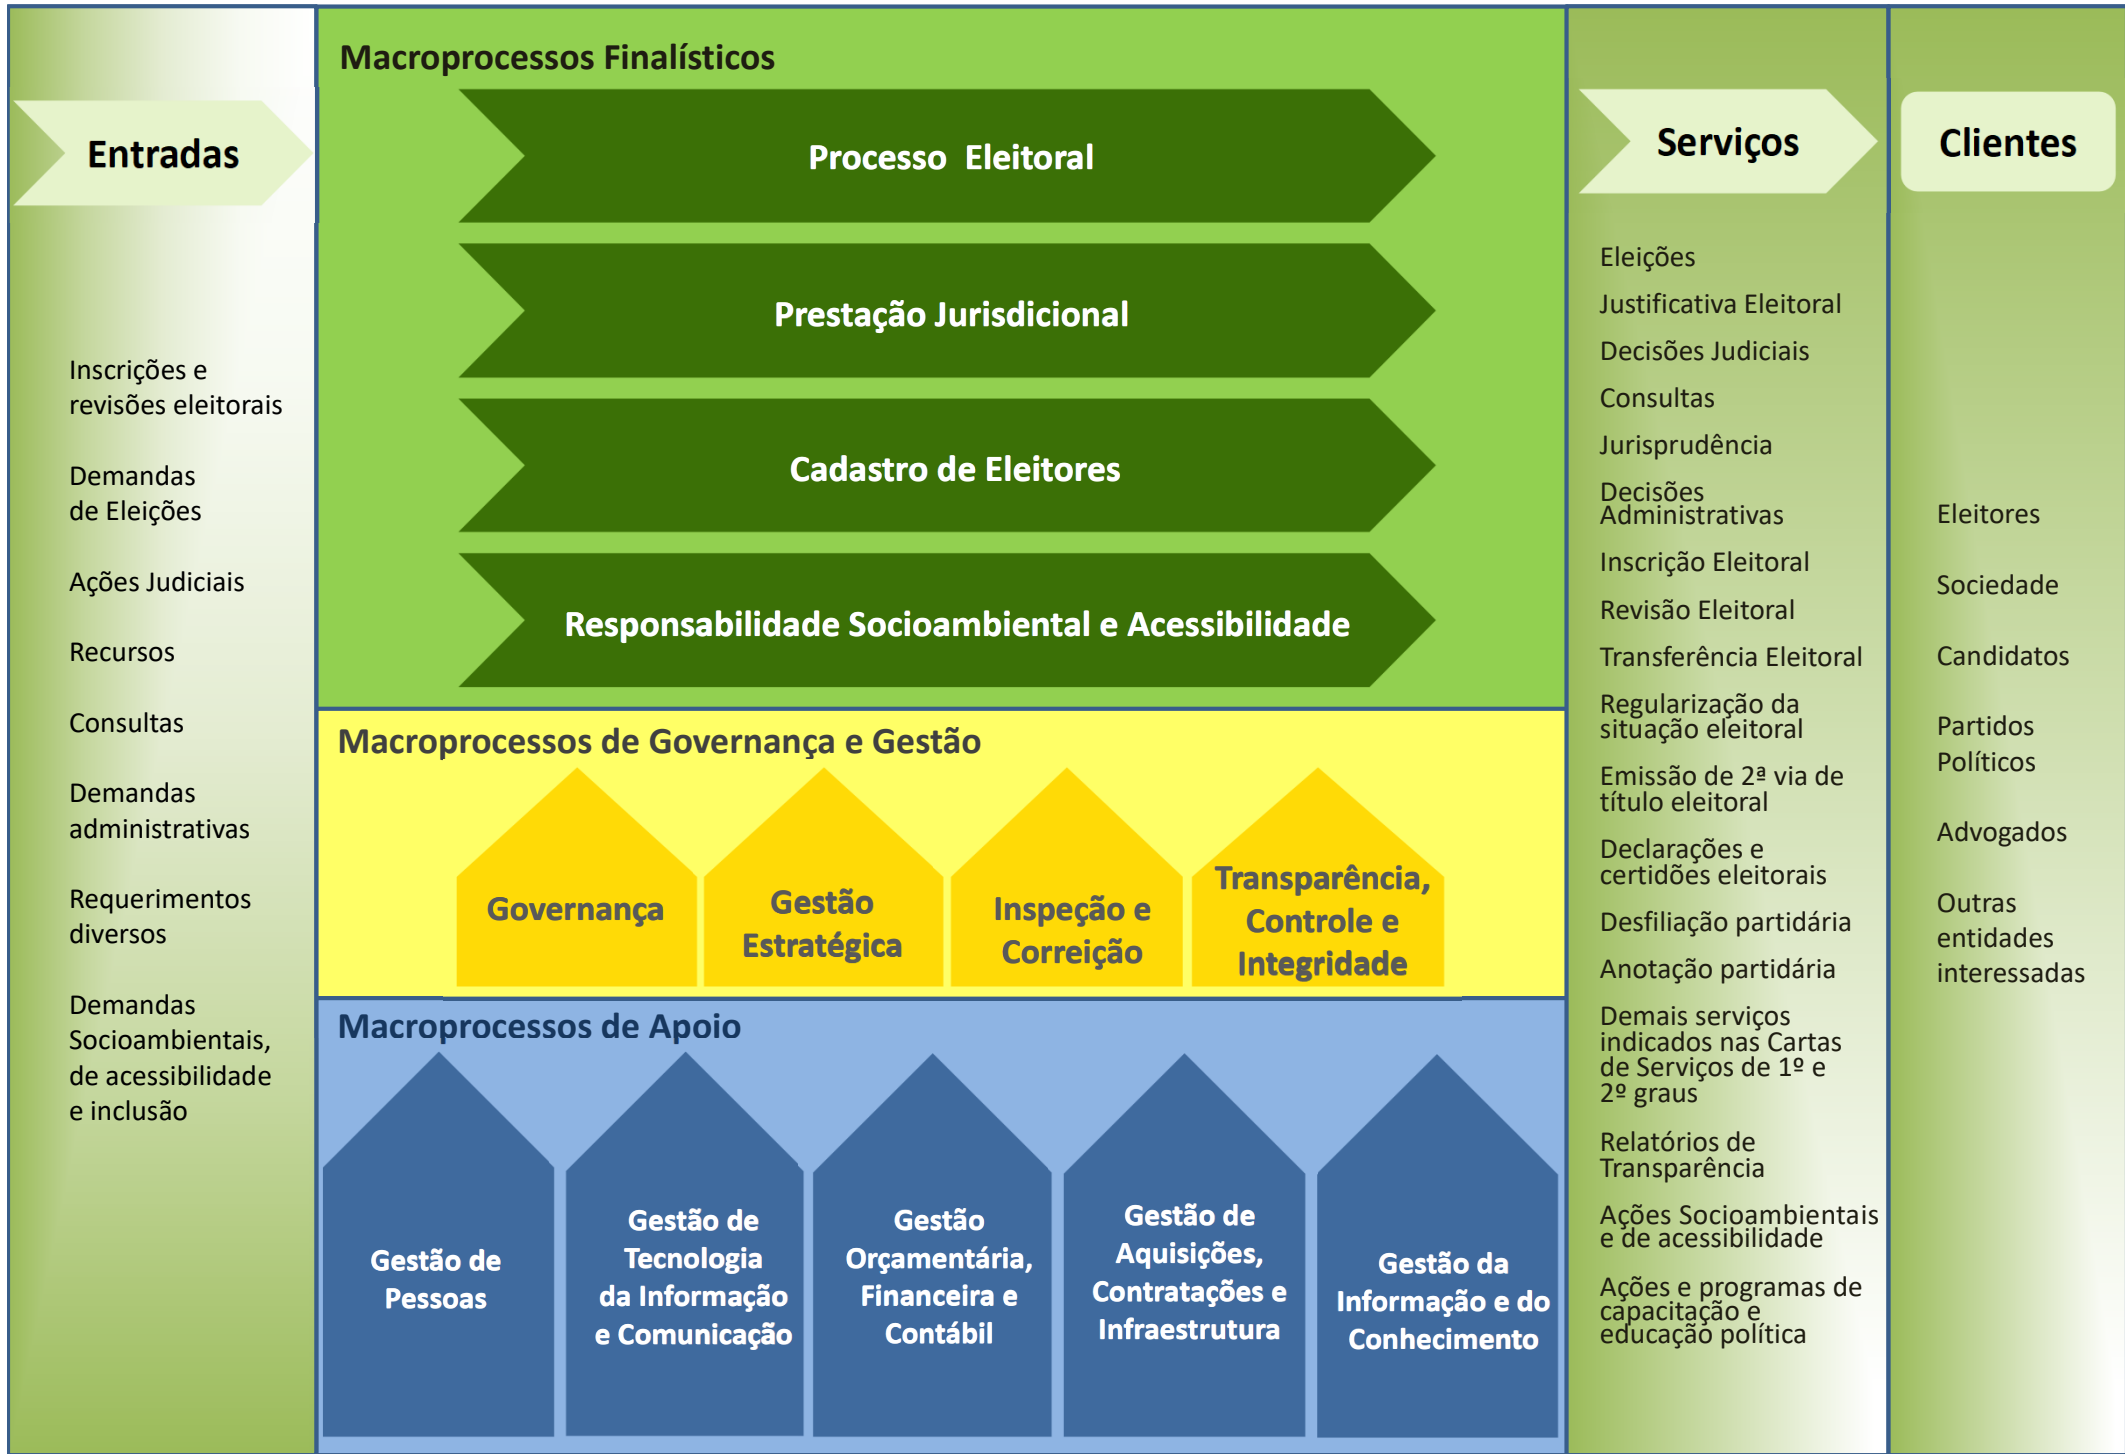 Entradas
Inscrições e
revisões eleitorais
Demandas
de Eleições
Ações Judiciais
Recursos
Consultas
Demandas
administrativas
Requerimentos
diversos
Demandas
Socioambientais,
de acessibilidade
e inclusão
Macroprocessos Finalísticos
Processo Eleitoral
Prestação Jurisdicional
Cadastro de Eleitores
Responsabilidade Socioambiental e Acessibilidade
Macroprocessos de Governança e Gestão
Governança
Gestão
Estratégica
Inspeção e
Correição
Transparência,
Controle e
Integridade
Macroprocessos de Apoio
Gestão de
Pessoas
Gestão de
Tecnologia
da Informação
e Comunicação
Gestão
Orçamentária,
Financeira e
Contábil
Gestão de
Aquisições,
Contratações e
Infraestrutura
Gestão da
Informação e do
Conhecimento
Serviços
Eleições
Justificativa Eleitoral
Decisões Judiciais
Consultas
Jurisprudência
Decisões
Administrativas
Inscrição Eleitoral
Revisão Eleitoral
Transferência Eleitoral
Regularização da
situação eleitoral
Emissão de 2ª via de
título eleitoral
Declarações e
certidões eleitorais
Desfiliação partidária
Anotação partidária
Demais serviços
indicados nas Cartas
de Serviços de 1º e
2º graus
Relatórios de
Transparência
Ações Socioambientais
e de acessibilidade
Ações e programas de
capacitação e
educação política
Clientes
Eleitores
Sociedade
Candidatos
Partidos
Políticos
Advogados
Outras
entidades
interessadas